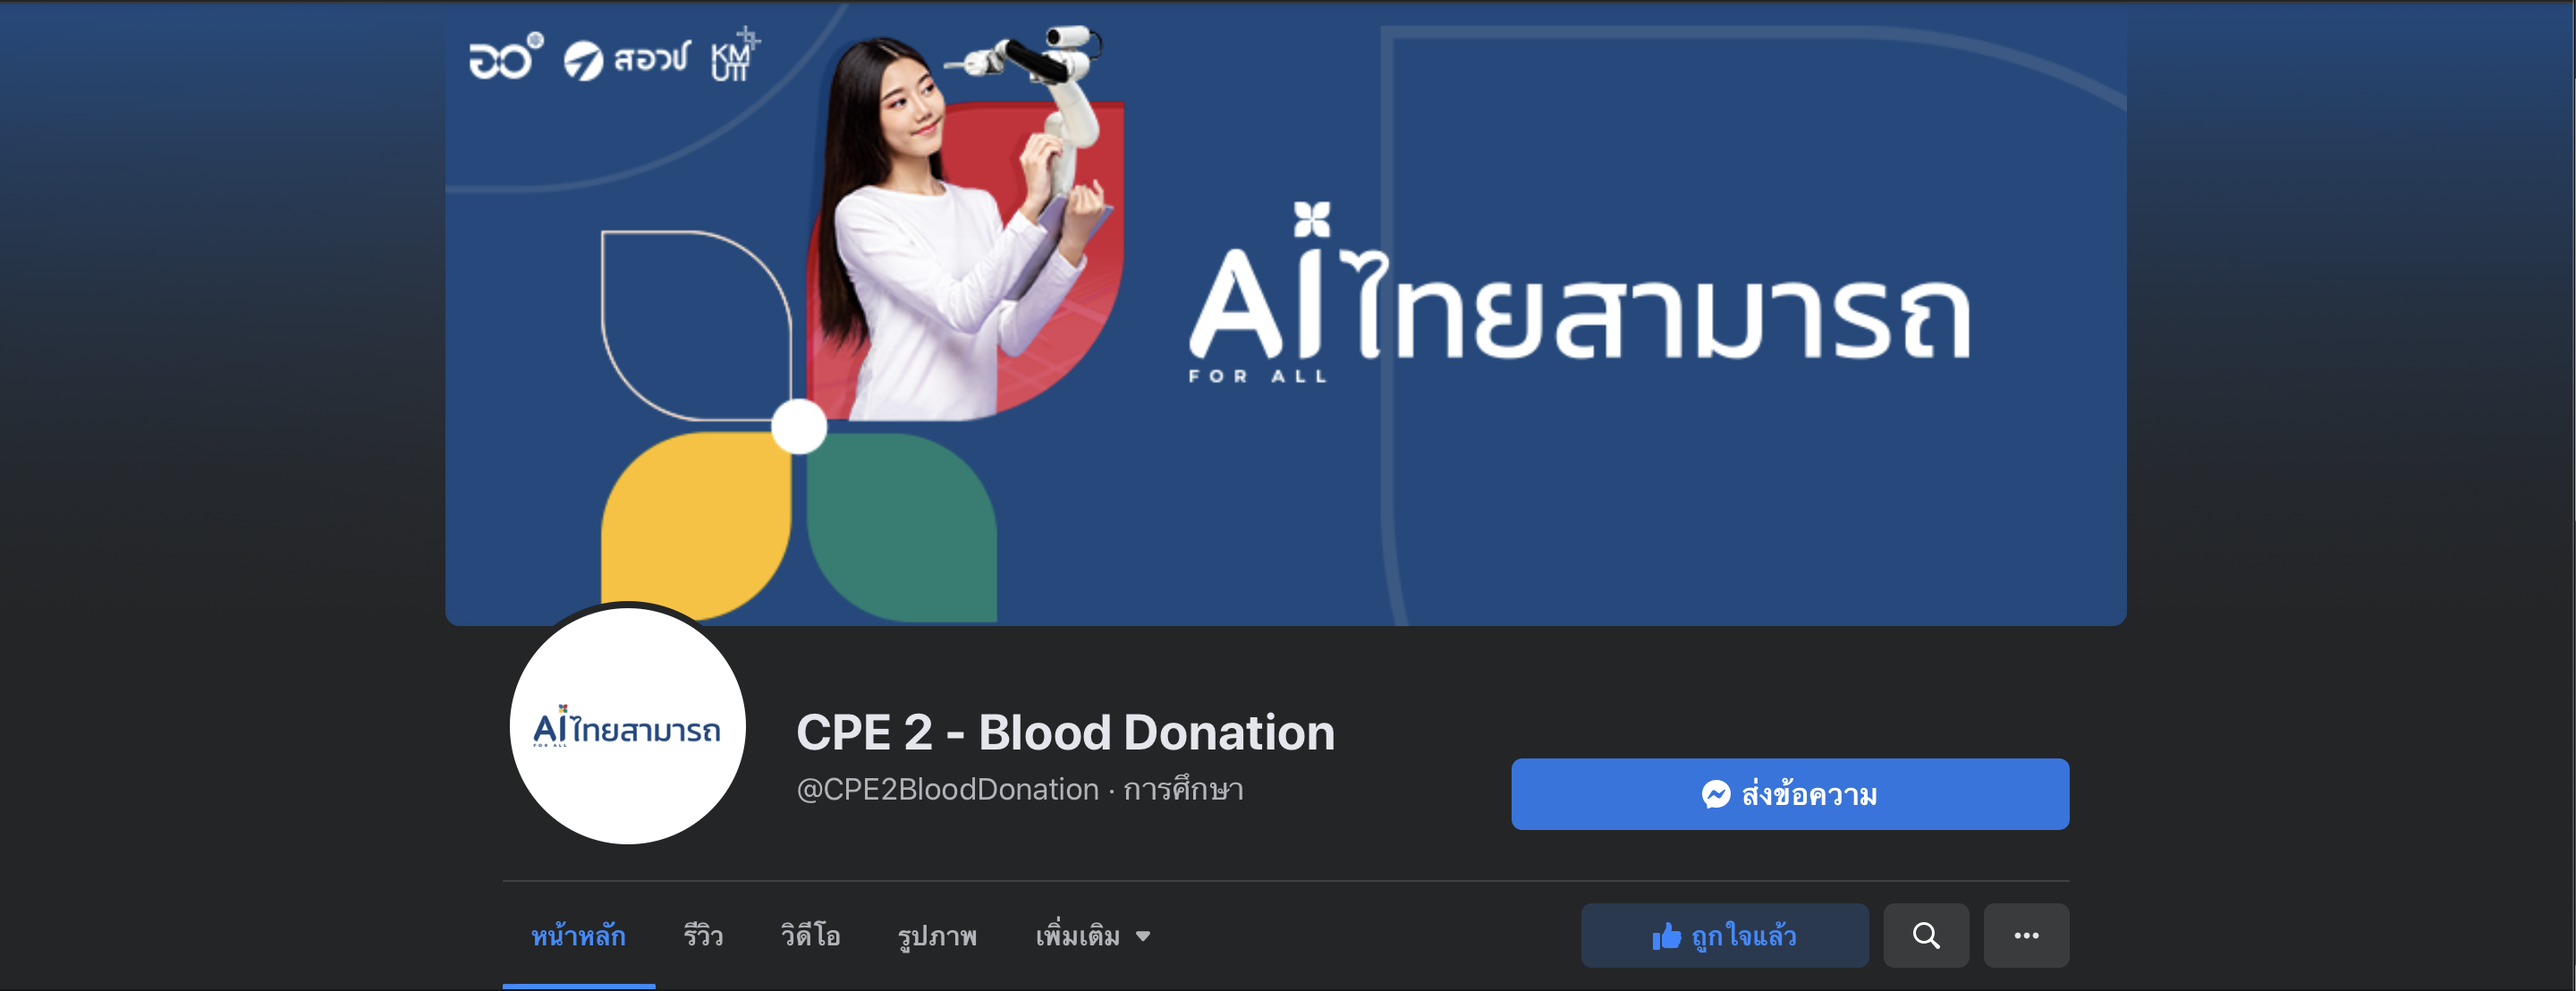 อว สอวช KMUTT
AI ไทยสามารถ
FOR ALL
AI ไทยสามารถ
FOR ALL
CPE 2 - Blood Donation
@CPE2BloodDonation · การศึกษา
ส่งข้อความ
หน้าหลัก รีวิว วิดีโอ รูปภาพ เพิ่มเติม
ถูกใจแล้ว